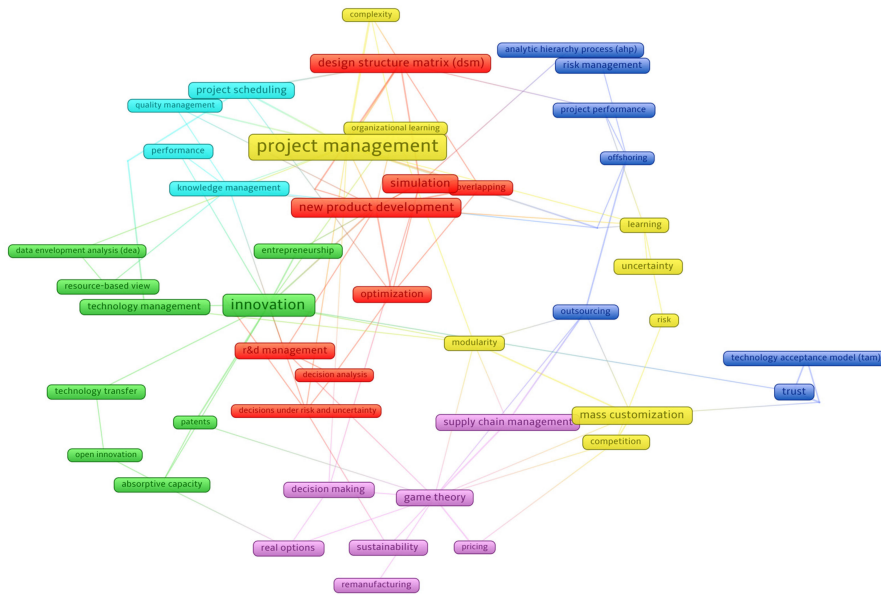 complexity
analytic hierarchy process (ahp)
design structure matrix (dsm)
risk management
project scheduling
quality management
project performance
organizational learning
project management
performance
offshoring
simulation
overlapping
knowledge management
new product development
learning
data envelopment analysis (dea)
entrepreneurship
uncertainty
resource-based view
optimization
technology management
innovation
outsourcing
risk
modularity
r&d management
technology acceptance model (tam)
decision analysis
technology transfer
trust
decisions under risk and uncertainty
mass customization
patents
supply chain management
competition
open innovation
absorptive capacity
decision making
game theory
real options
sustainability
pricing
remanufacturing